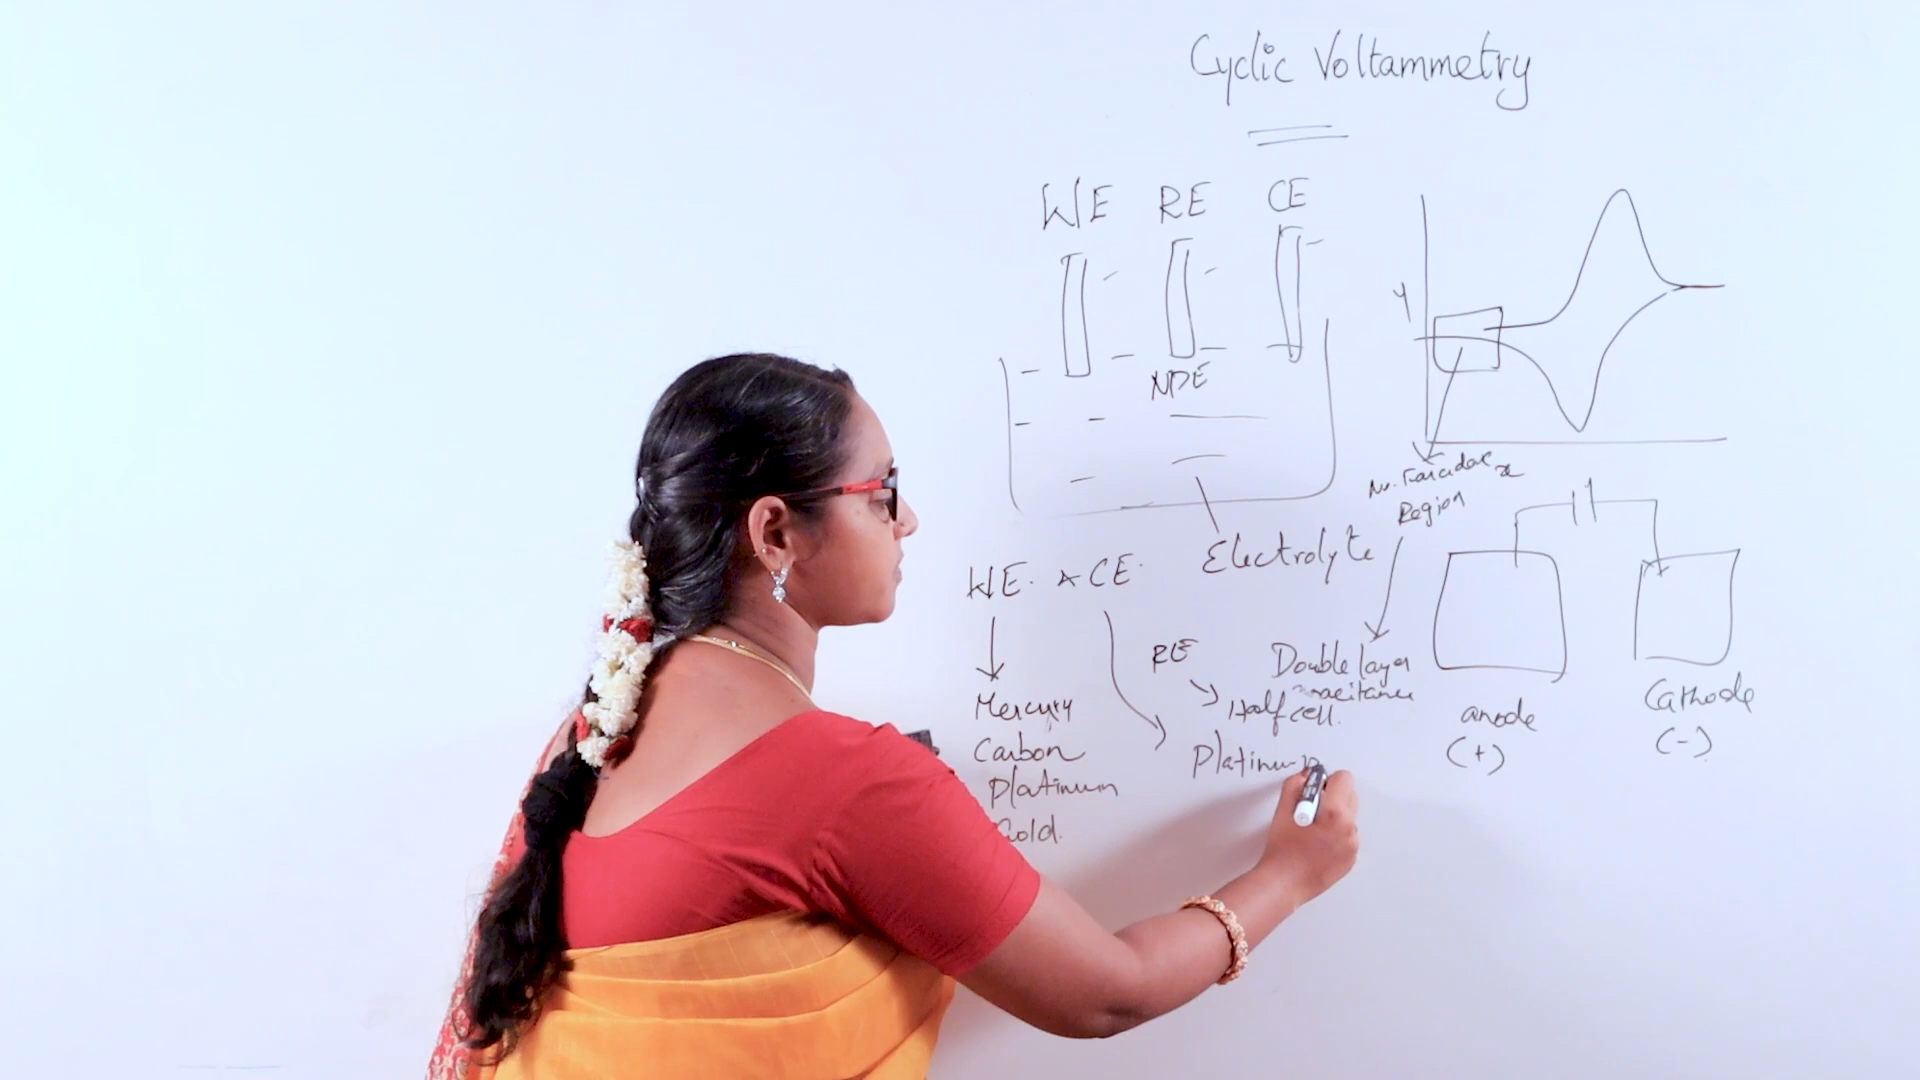 Cyclic Voltammetry
WE RE CE
NDE
y
x
Region
Electrolyte
WE. & CE.
Mercury
Carbon
Platinum
Gold.
RE
Half cell.
Platinum
Double layer
anode
(+)
Cathode
(-)